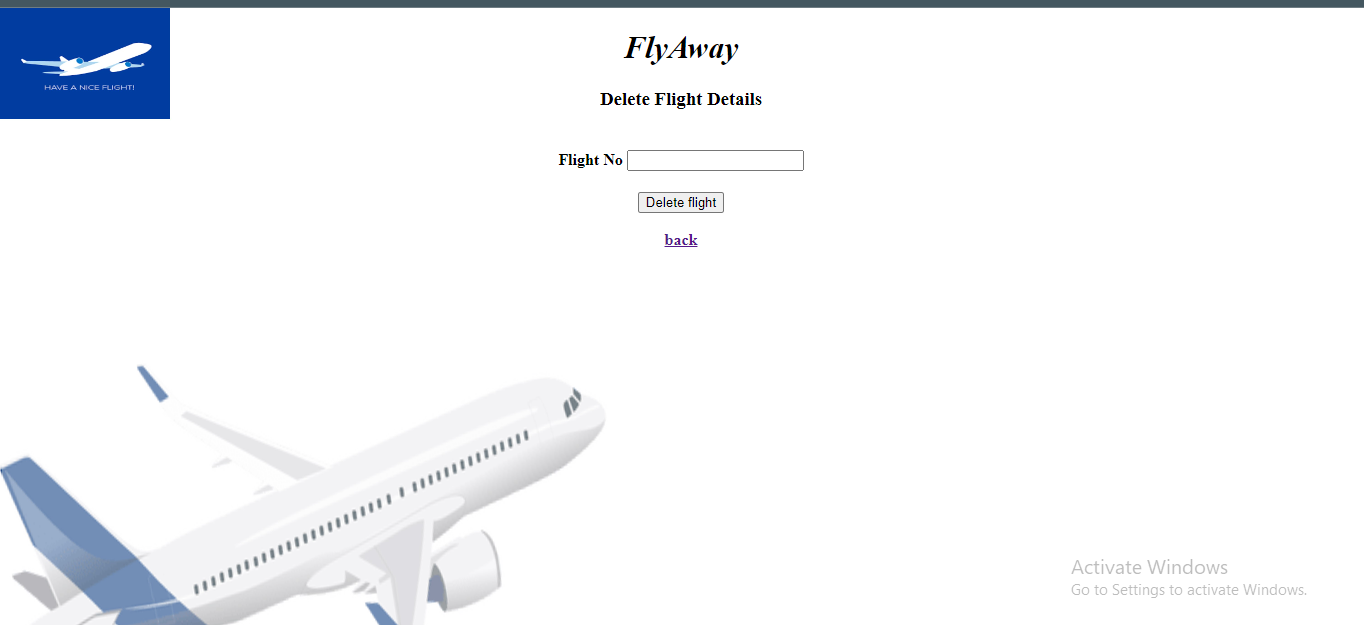 HAVE A NICE FLIGHT!
FlyAway
Delete Flight Details
Flight No
Delete flight
back
Activate Windows
Go to Settings to activate Windows.